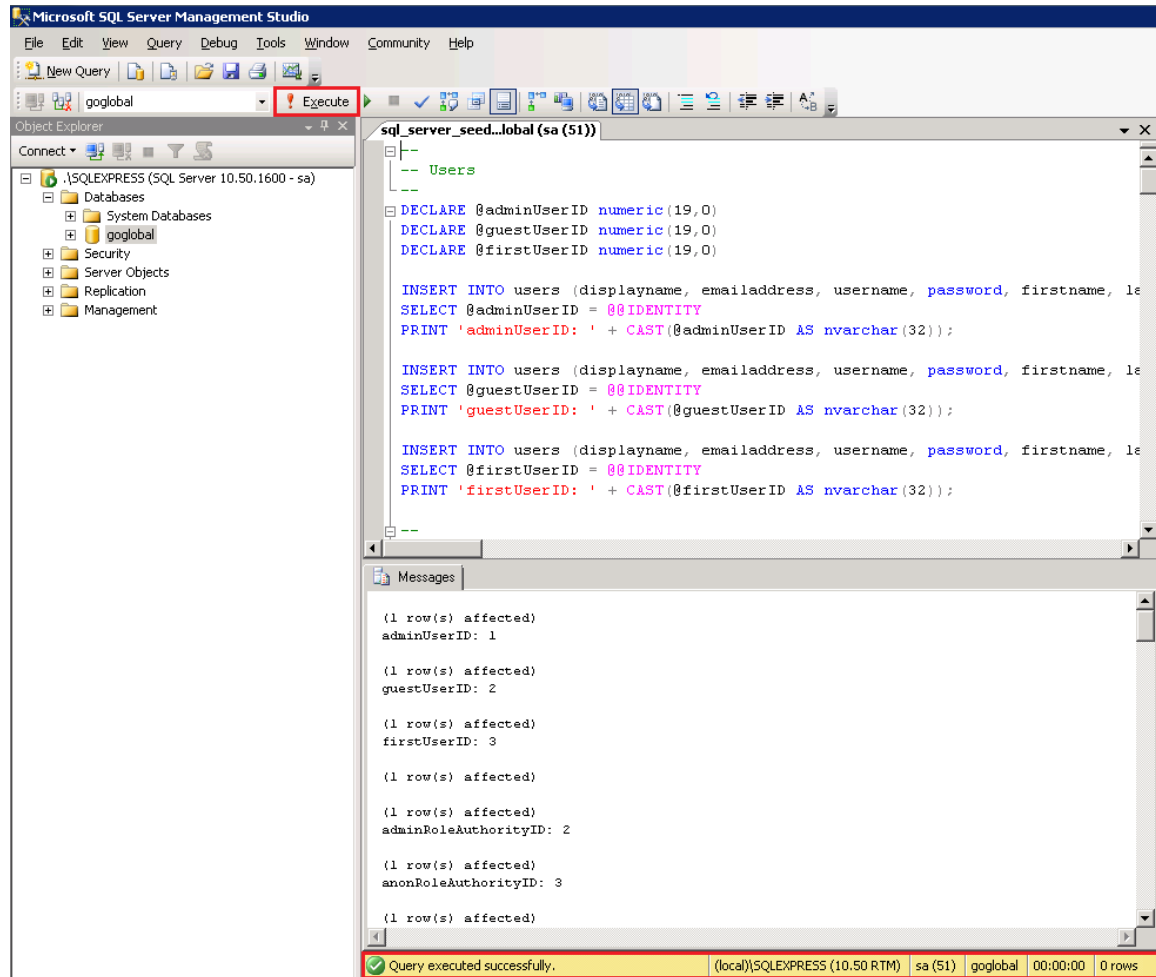 Microsoft SQL Server Management Studio
File Edit View Query Debug Tools Window Community Help
New Query
goglobal Execute
Object Explorer
Connect
.\SQLEXPRESS (SQL Server 10.50.1600 - sa)
Databases
System Databases
goglobal
Security
Server Objects
Replication
Management
sql_server_seed...lobal (sa (51))
--
-- Users
--
DECLARE @adminUserID numeric(19,0)
DECLARE @guestUserID numeric(19,0)
DECLARE @firstUserID numeric(19,0)
INSERT INTO users (displayname, emailaddress, username, password, firstname, la
SELECT @adminUserID = @@IDENTITY
PRINT 'adminUserID: ' + CAST(@adminUserID AS nvarchar(32));
INSERT INTO users (displayname, emailaddress, username, password, firstname, la
SELECT @guestUserID = @@IDENTITY
PRINT 'guestUserID: ' + CAST(@guestUserID AS nvarchar(32));
INSERT INTO users (displayname, emailaddress, username, password, firstname, la
SELECT @firstUserID = @@IDENTITY
PRINT 'firstUserID: ' + CAST(@firstUserID AS nvarchar(32));
--
Messages
(1 row(s) affected)
adminUserID: 1
(1 row(s) affected)
guestUserID: 2
(1 row(s) affected)
firstUserID: 3
(1 row(s) affected)
(1 row(s) affected)
adminRoleAuthorityID: 2
(1 row(s) affected)
anonRoleAuthorityID: 3
(1 row(s) affected)
Query executed successfully. (local)\SQLEXPRESS (10.50 RTM) sa (51) goglobal 00:00:00 0 rows